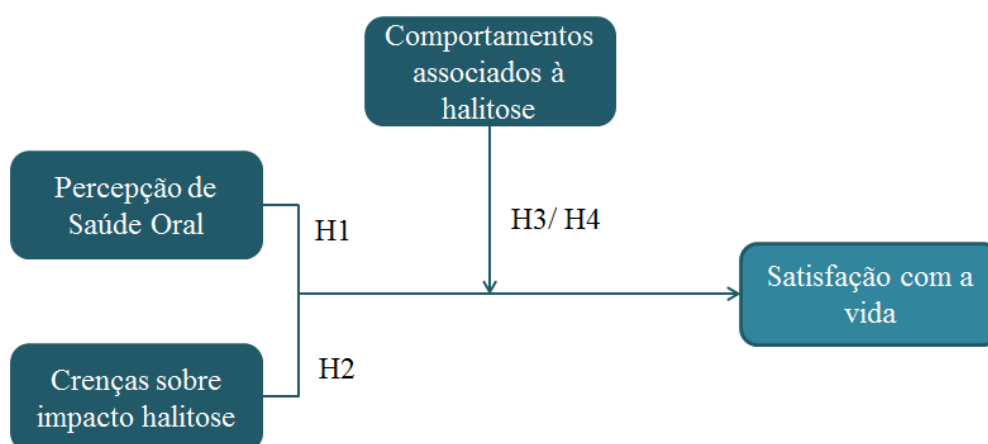 Comportamentos
associados à
halitose
Percepção de
Saúde Oral
H1
H3/ H4
Satisfação com a
vida
H2
Crenças sobre
impacto halitose